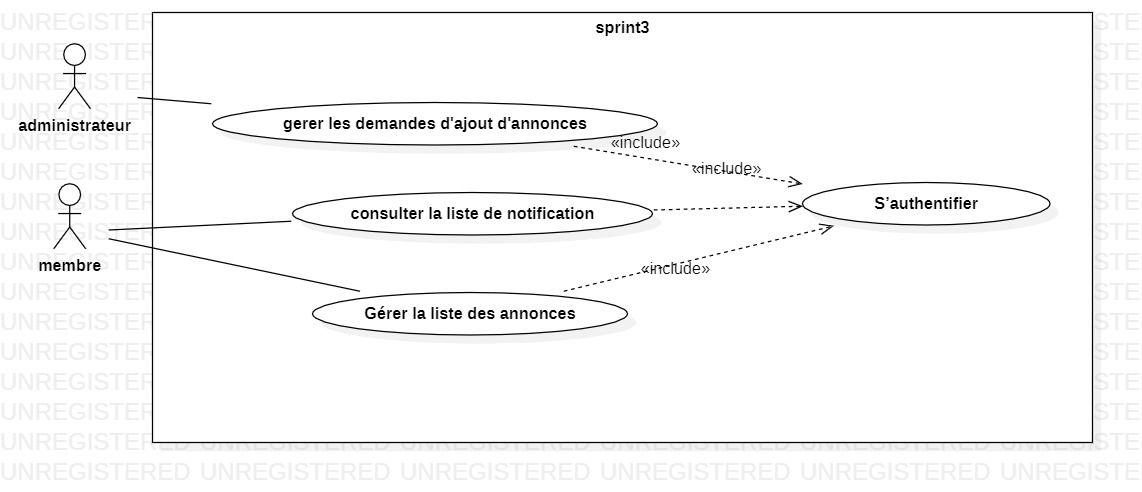 sprint3
administrateur
gerer les demandes d'ajout d'annonces
«include»
«include»
S'authentifier
consulter la liste de notification
membre
«include»
Gérer la liste des annonces
UNREGISTERED UNREGISTERED UNREGISTERED UNREGISTERED UNREGISTERED UNREGISTE